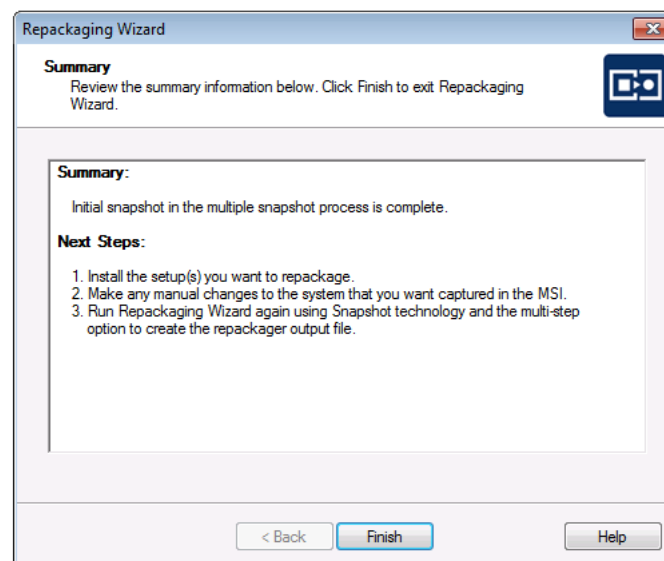 Repackaging Wizard
Summary
Review the summary information below. Click Finish to exit Repackaging
Wizard.
Summary:
Initial snapshot in the multiple snapshot process is complete.
Next Steps:
1. Install the setup(s) you want to repackage.
2. Make any manual changes to the system that you want captured in the MSI.
3. Run Repackaging Wizard again using Snapshot technology and the multi-step
option to create the repackager output file.
< Back
Finish
Help